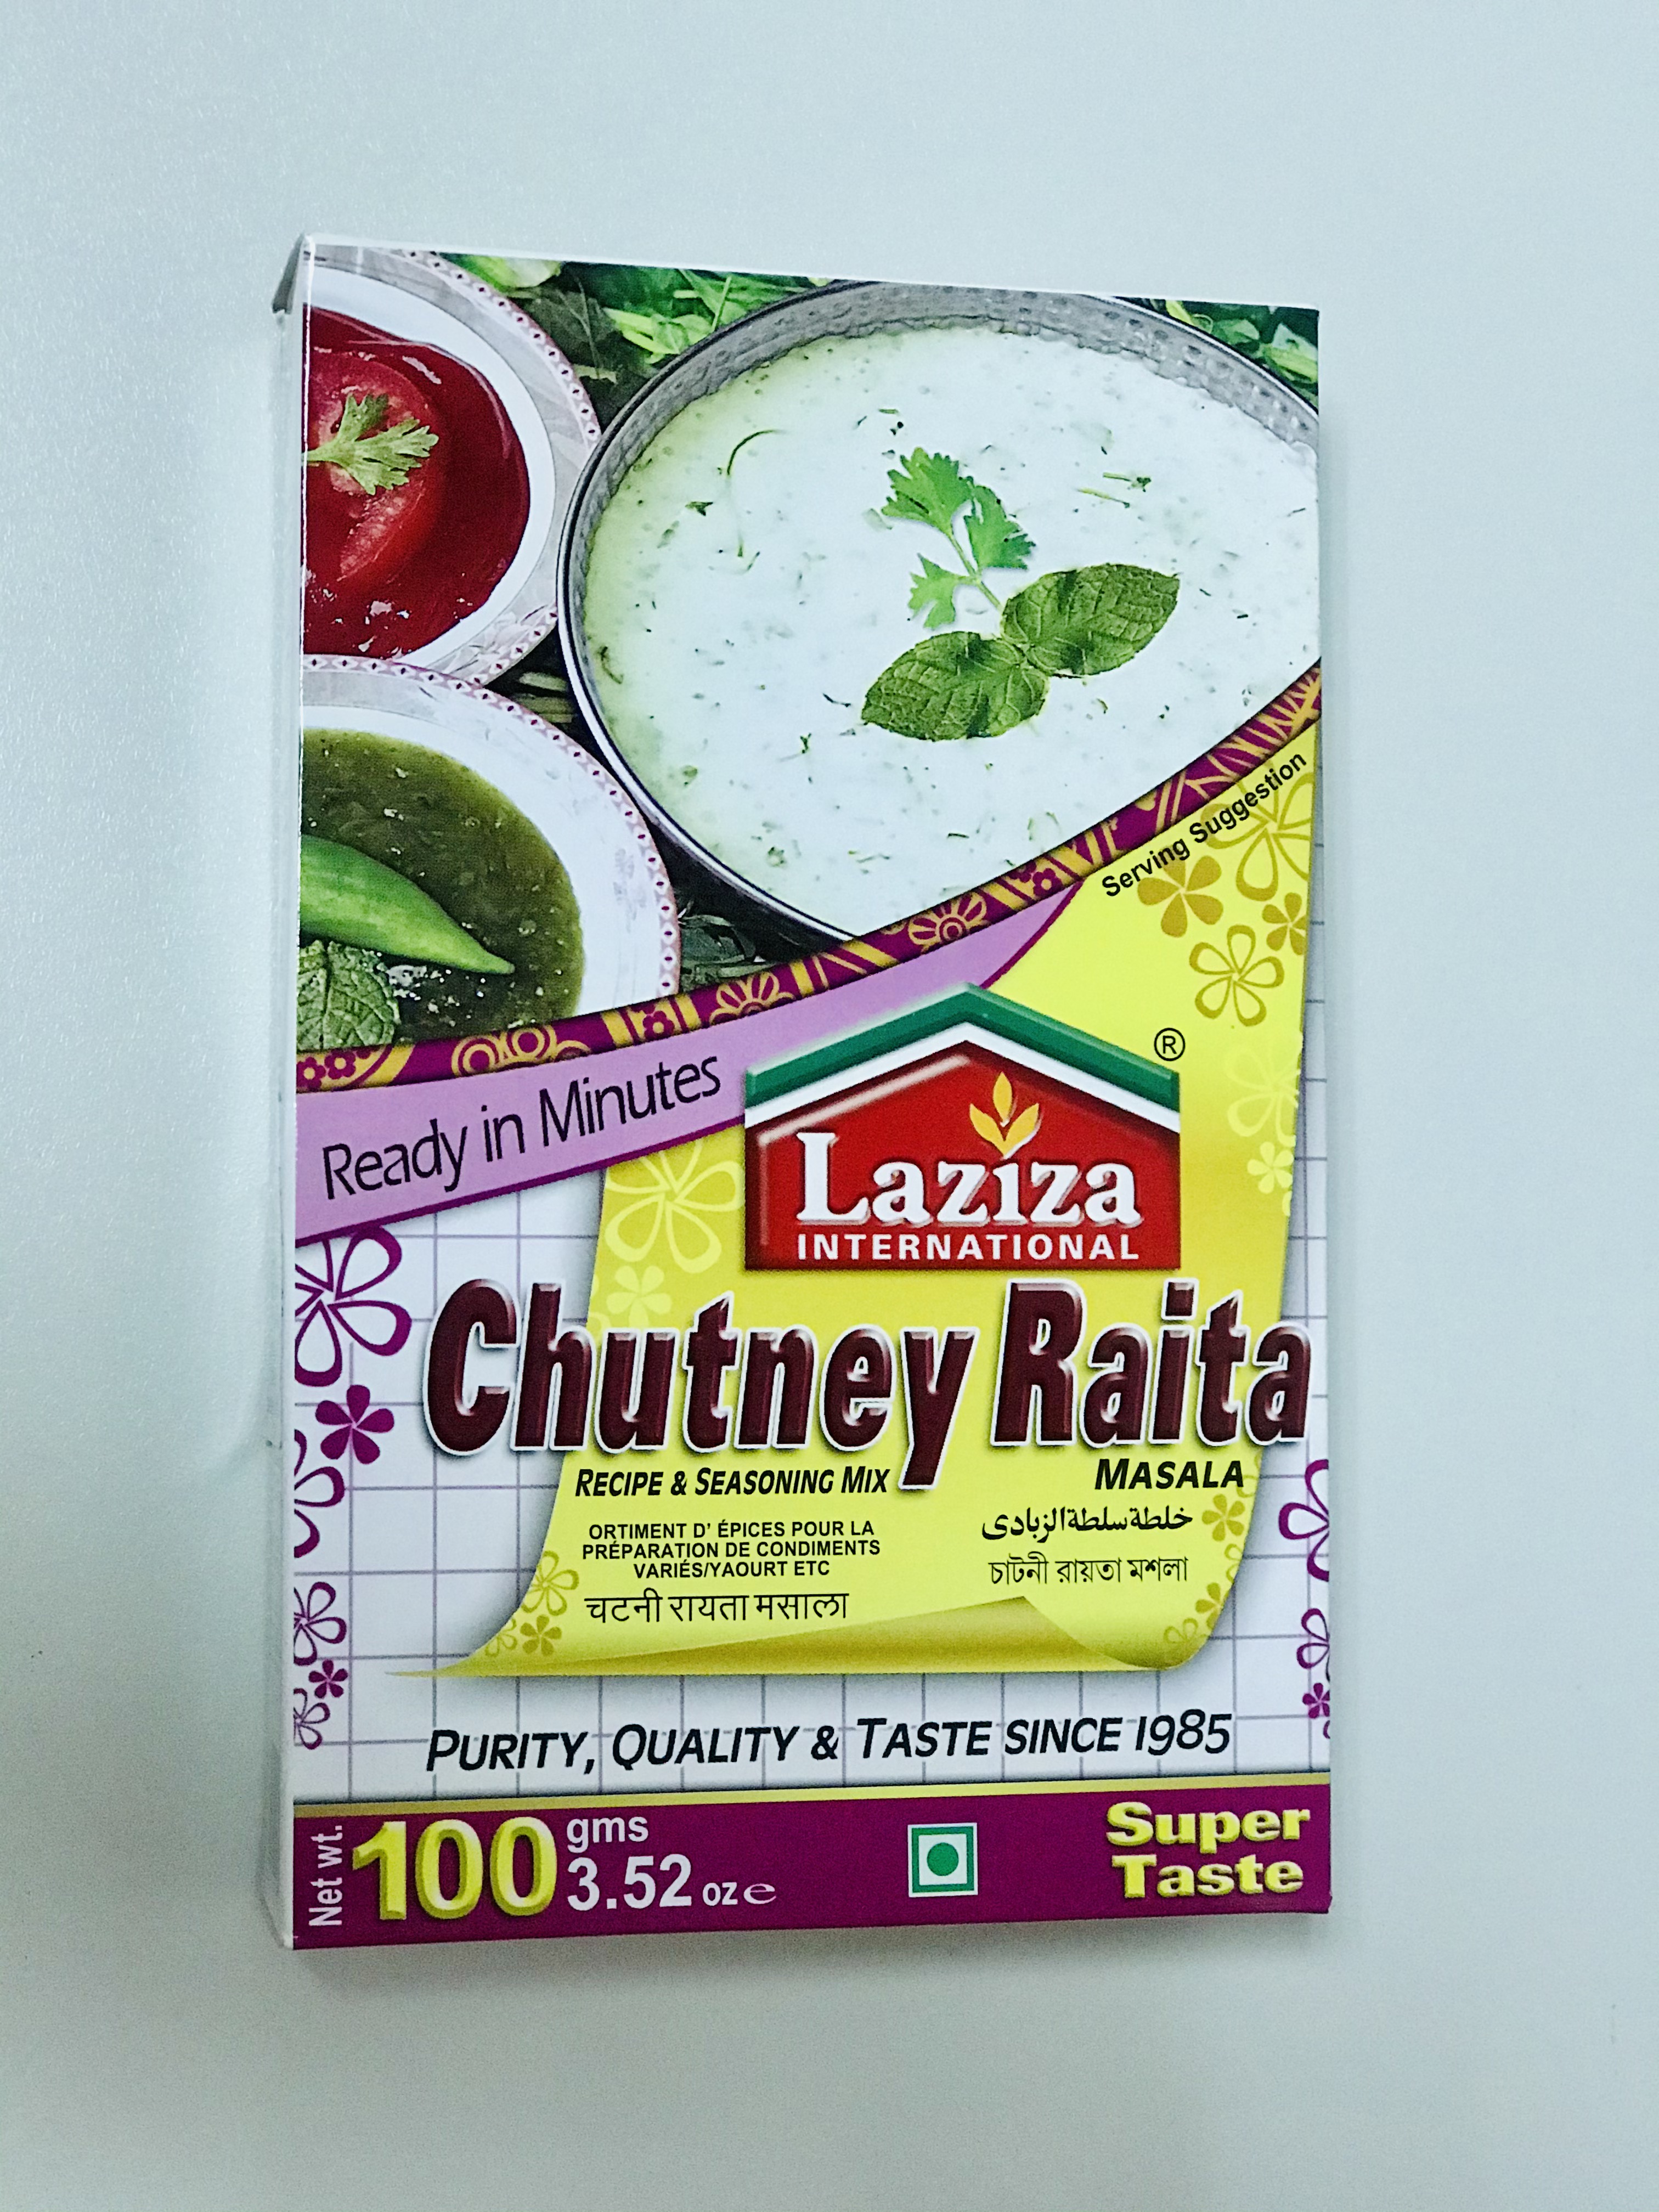 Serving Suggestion
Ready in Minutes
®
Laziza
INTERNATIONAL
Chutney Raita
RECIPE & SEASONING MIX
MASALA
ORTIMENT D' ÉPICES POUR LA
PRÉPARATION DE CONDIMENTS
VARIÉS/YAOURT ETC
चटनी रायता मसाला
خلطة سلطة الزبادى
চাটনী রায়তা মশলা
PURITY, QUALITY & TASTE SINCE 1985
Net wt. 100 gms
3.52 oz e
Super
Taste